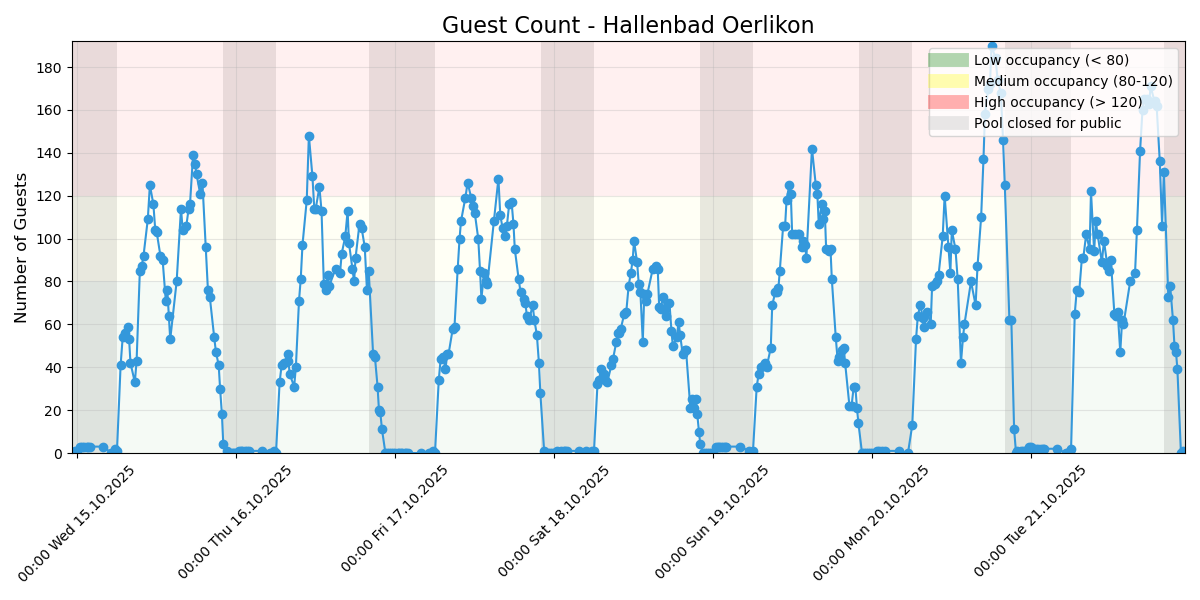 Guest Count - Hallenbad Oerlikon
Number of Guests
180
160
140
120
100
80
60
40
20
0
Low occupancy (< 80)
Medium occupancy (80-120)
High occupancy (> 120)
Pool closed for public
00:00 Wed 15.10.2025
00:00 Thu 16.10.2025
00:00 Fri 17.10.2025
00:00 Sat 18.10.2025
00:00 Sun 19.10.2025
00:00 Mon 20.10.2025
00:00 Tue 21.10.2025